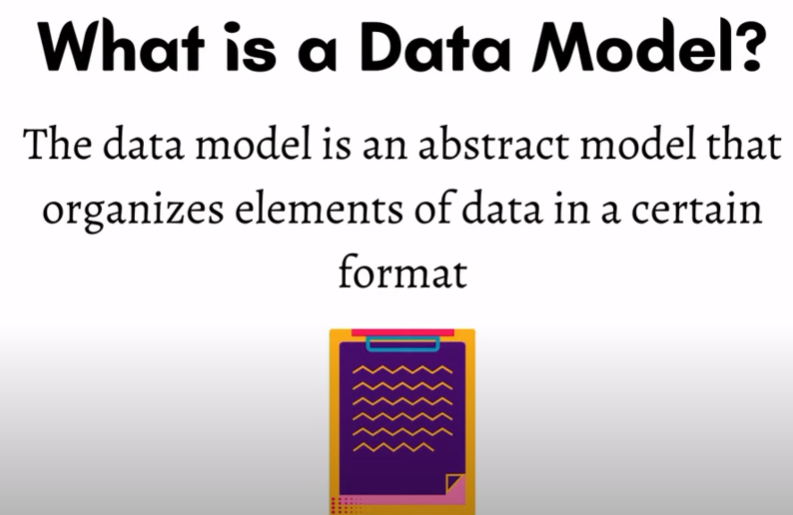 What is a Data Model?
The data model is an abstract model that
organizes elements of data in a certain
format